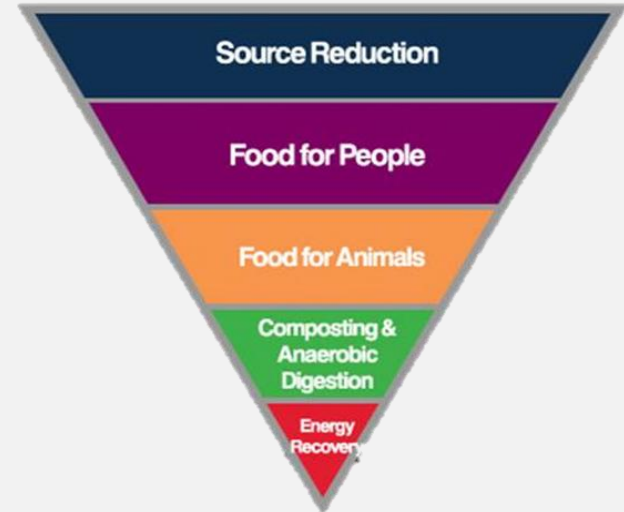 Source Reduction
Food for People
Food for Animals
Composting &
Anaerobic
Digestion
Energy
Recovery